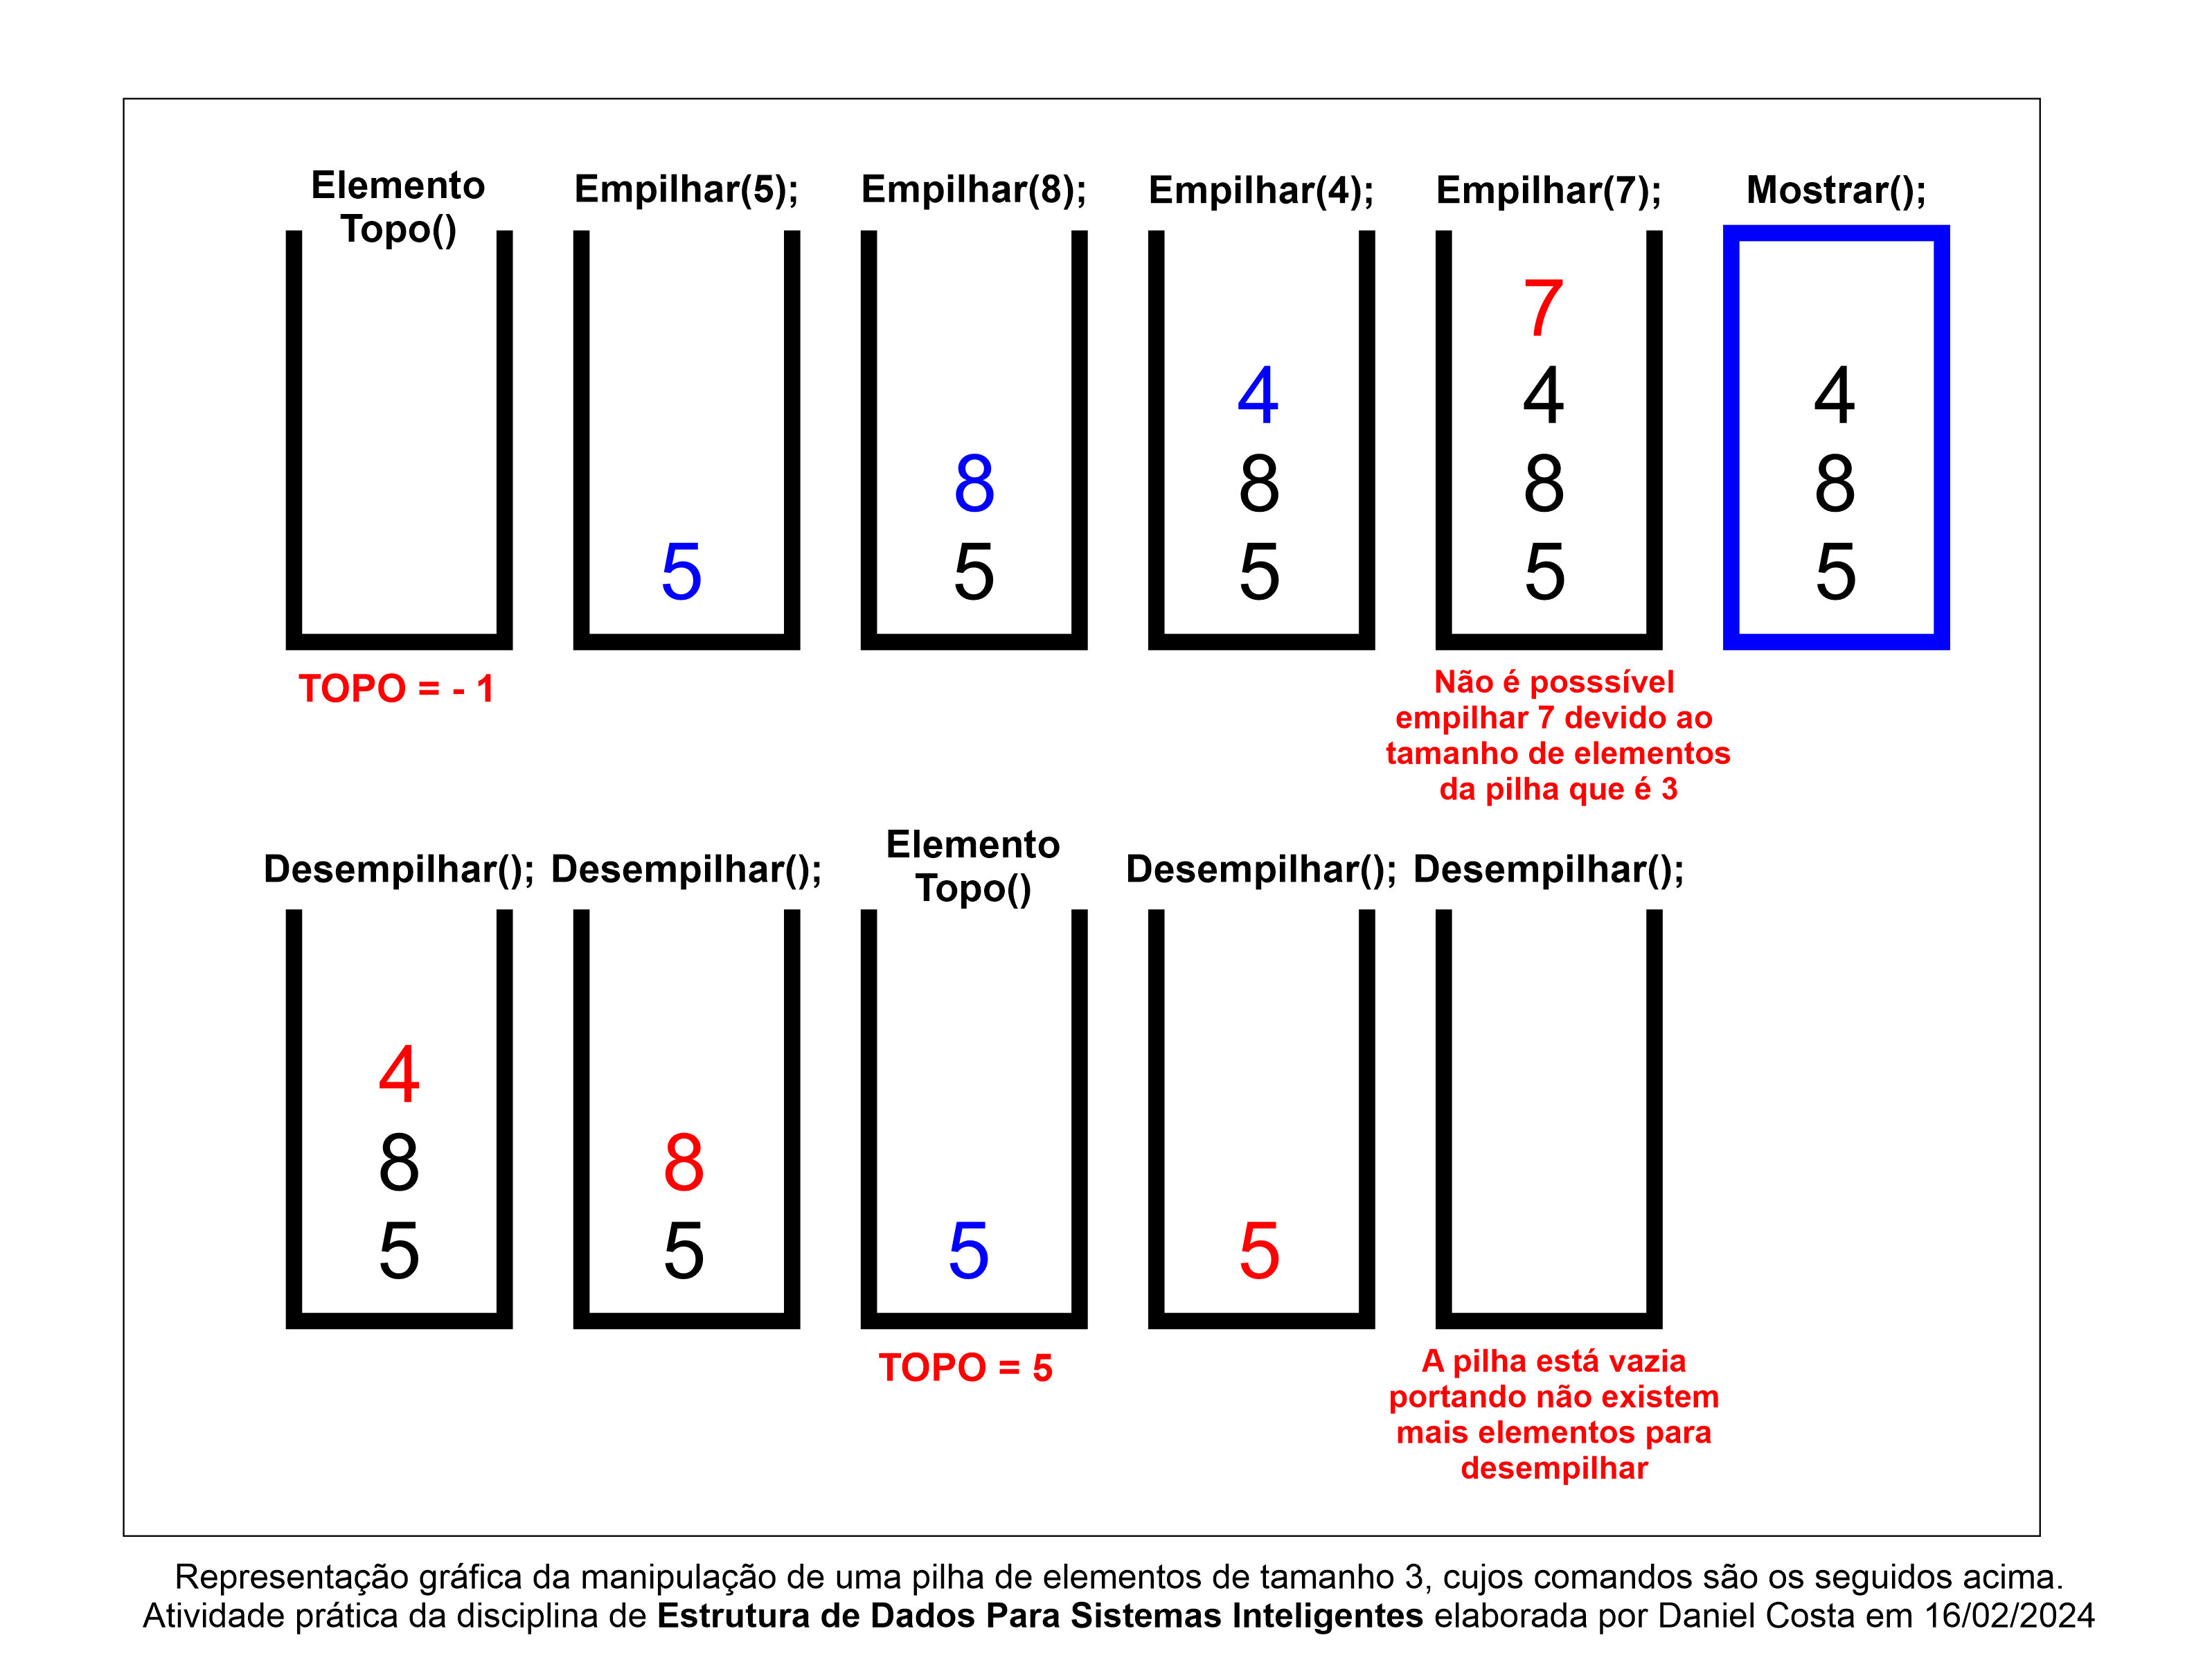 Elemento
Topo()
Empilhar(5);
Empilhar(8);
Empilhar(4);
Empilhar(7);
Mostrar();
5
8
5
4
8
5
7
4
8
5
4
8
5
TOPO = - 1
Não é posssível
empilhar 7 devido ao
tamanho de elementos
da pilha que é 3
Desempilhar();
Desempilhar();
Elemento
Topo()
Desempilhar();
Desempilhar();
4
8
5
8
5
5
5
TOPO = 5
A pilha está vazia
portando não existem
mais elementos para
desempilhar
Representação gráfica da manipulação de uma pilha de elementos de tamanho 3, cujos comandos são os seguidos acima.
Atividade prática da disciplina de Estrutura de Dados Para Sistemas Inteligentes elaborada por Daniel Costa em 16/02/2024